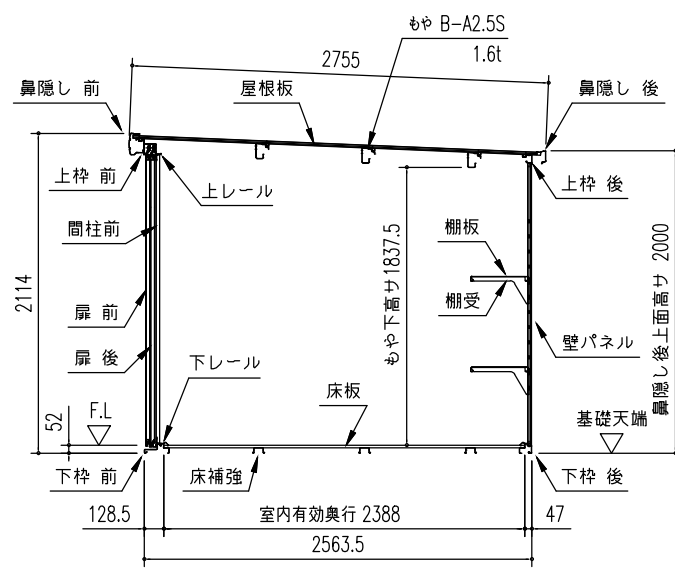 もや B-A2.5S
1.6t
2755
鼻隠し 前
屋根板
鼻隠し 後
上枠 前
上レール
上枠 後
間柱前
棚板
棚受
もや下高サ1837.5
2114
鼻隠し後上面高サ 2000
扉 前
扉 後
壁パネル
下レール
床板
52
F.L
基礎天端
下枠 前
床補強
下枠 後
128.5
室内有効奥行 2388
47
2563.5